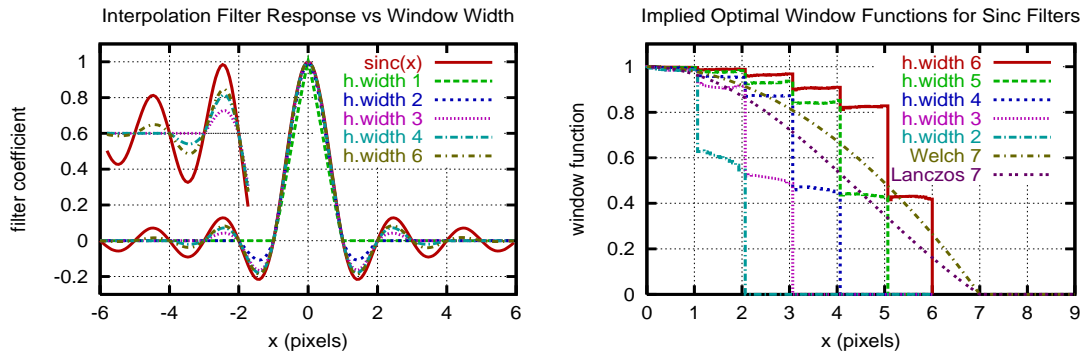 Interpolation Filter Response vs Window Width
filter coefficient
1
0.8
0.6
0.4
0.2
0
-0.2
-6
-4
-2
0
2
4
6
x (pixels)
sinc(x)
h.width 1
h.width 2
h.width 3
h.width 4
h.width 6
Implied Optimal Window Functions for Sinc Filters
window function
1
0.8
0.6
0.4
0.2
0
0
1
2
3
4
5
6
7
8
9
x (pixels)
h.width 6
h.width 5
h.width 4
h.width 3
h.width 2
Welch 7
Lanczos 7